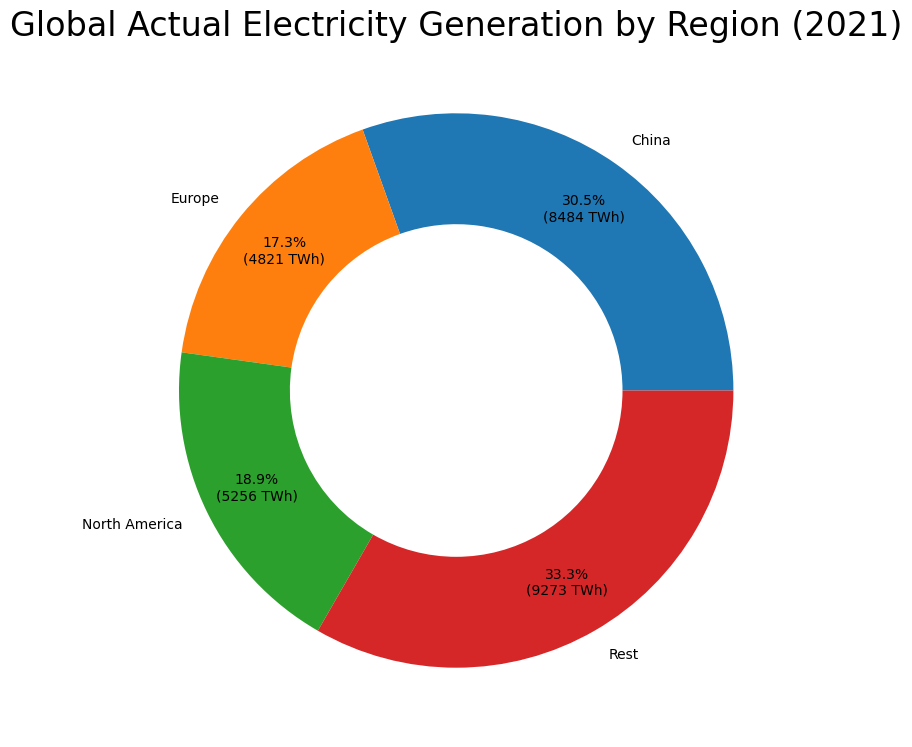 Global Actual Electricity Generation by Region (2021)
China
30.5%
(8484 TWh)
Europe
17.3%
(4821 TWh)
18.9%
(5256 TWh)
North America
33.3%
(9273 TWh)
Rest